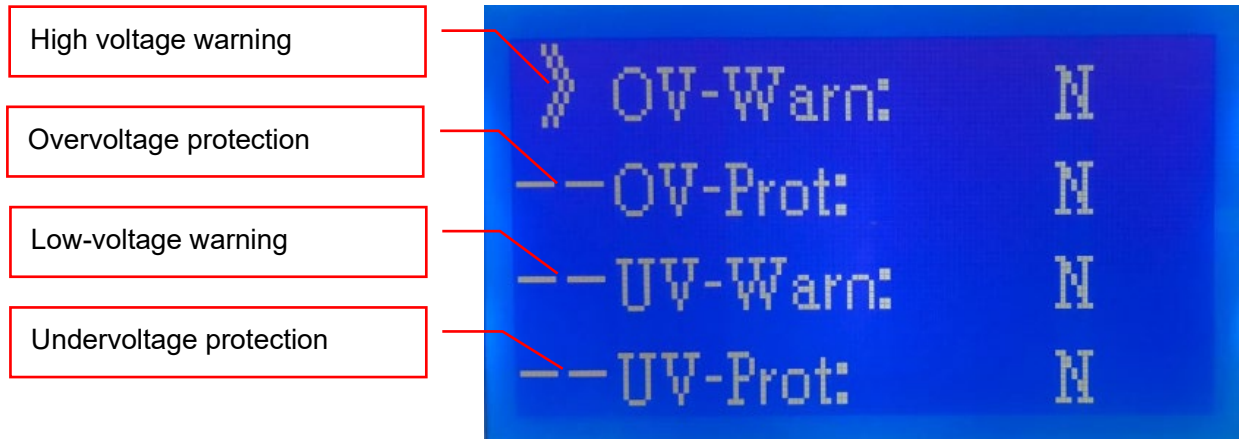 High voltage warning
OV-Warn: N
Overvoltage protection
--OV-Prot: N
Low-voltage warning
--UV-Warn: N
Undervoltage protection
--UV-Prot: N